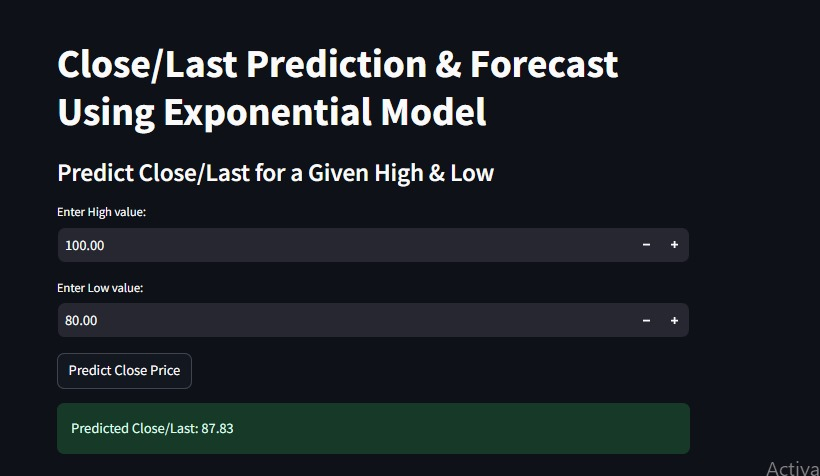 Close/Last Prediction & Forecast
Using Exponential Model
Predict Close/Last for a Given High & Low
Enter High value:
100.00 − +
Enter Low value:
80.00 − +
Predict Close Price
Predicted Close/Last: 87.83
Activa